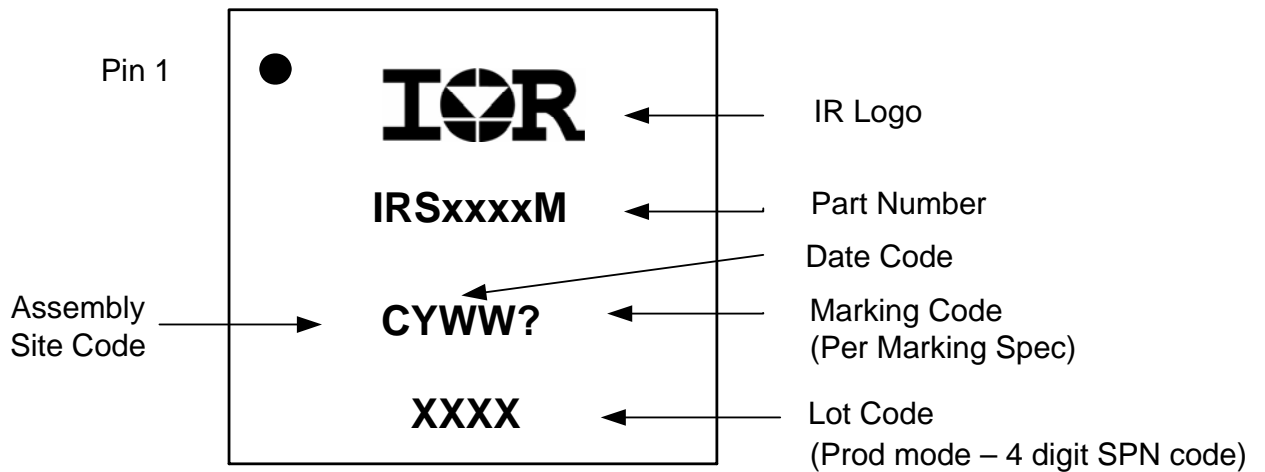 Pin 1
IOR
IR Logo
IRSxxxxM
Part Number
Date Code
Assembly
Site Code
CYWW?
Marking Code
(Per Marking Spec)
XXXX
Lot Code
(Prod mode – 4 digit SPN code)